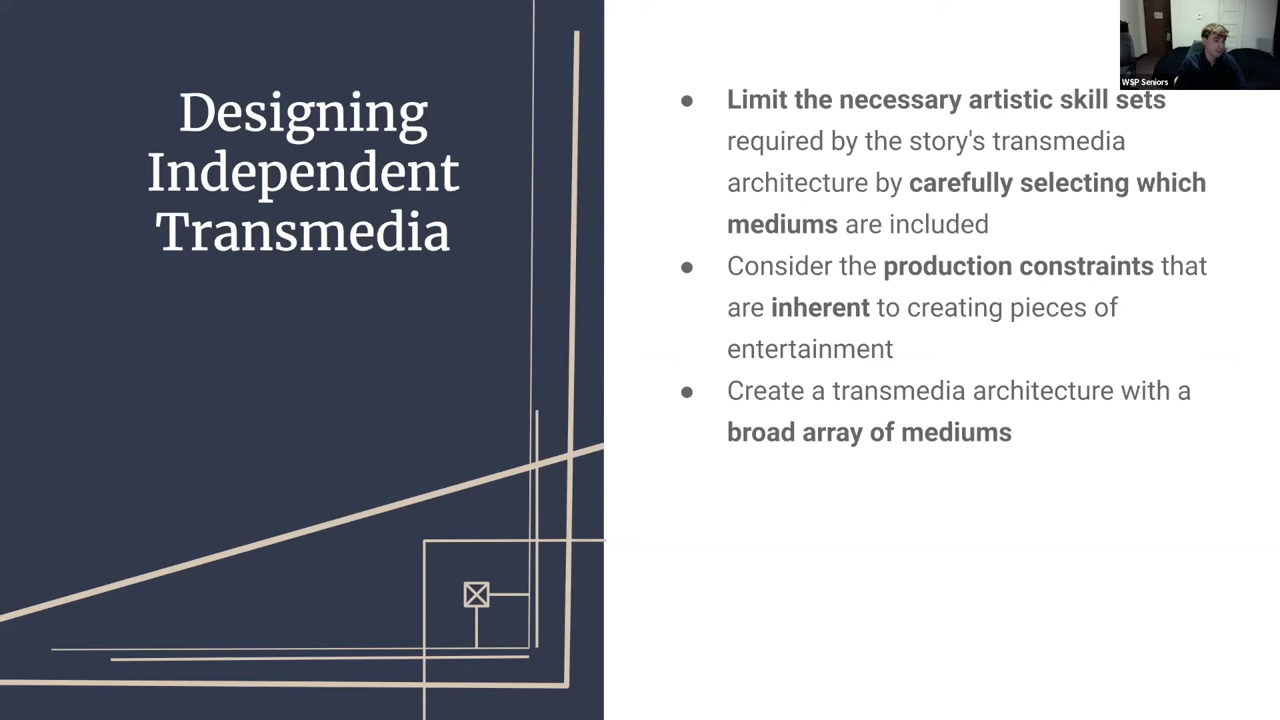 Designing
Independent
Transmedia
WSP Seniors
● Limit the necessary artistic skill sets
required by the story's transmedia
architecture by carefully selecting which
mediums are included
● Consider the production constraints that
are inherent to creating pieces of
entertainment
● Create a transmedia architecture with a
broad array of mediums